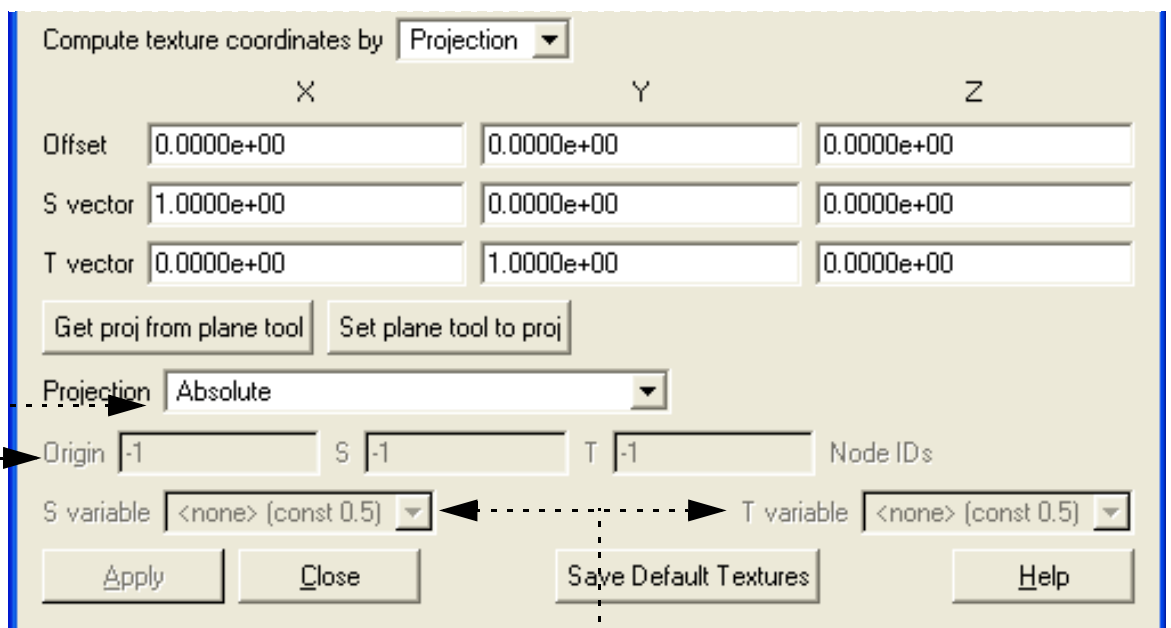 Compute texture coordinates by Projection
X Y Z
Offset 0.0000e+00 0.0000e+00 0.0000e+00
S vector 1.0000e+00 0.0000e+00 0.0000e+00
T vector 0.0000e+00 1.0000e+00 0.0000e+00
Get proj from plane tool Set plane tool to proj
Projection Absolute
Origin -1 S -1 T -1 Node IDs
S variable <none> (const 0.5) T variable <none> (const 0.5)
Apply Close Save Default Textures Help